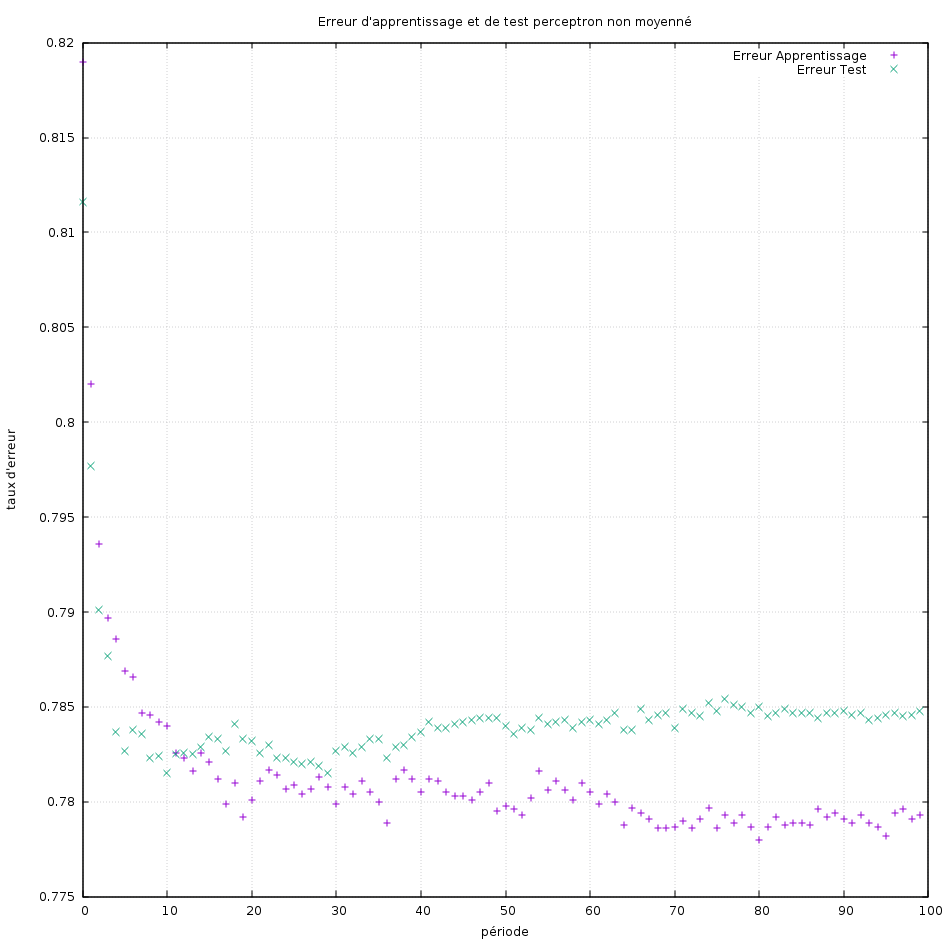 Erreur d'apprentissage et de test perceptron non moyenné
0.82
Erreur Apprentissage
Erreur Test
0.815
0.81
0.805
0.8
taux d'erreur
0.795
0.79
0.785
0.78
0.775
0 10 20 30 40 50 60 70 80 90 100
période